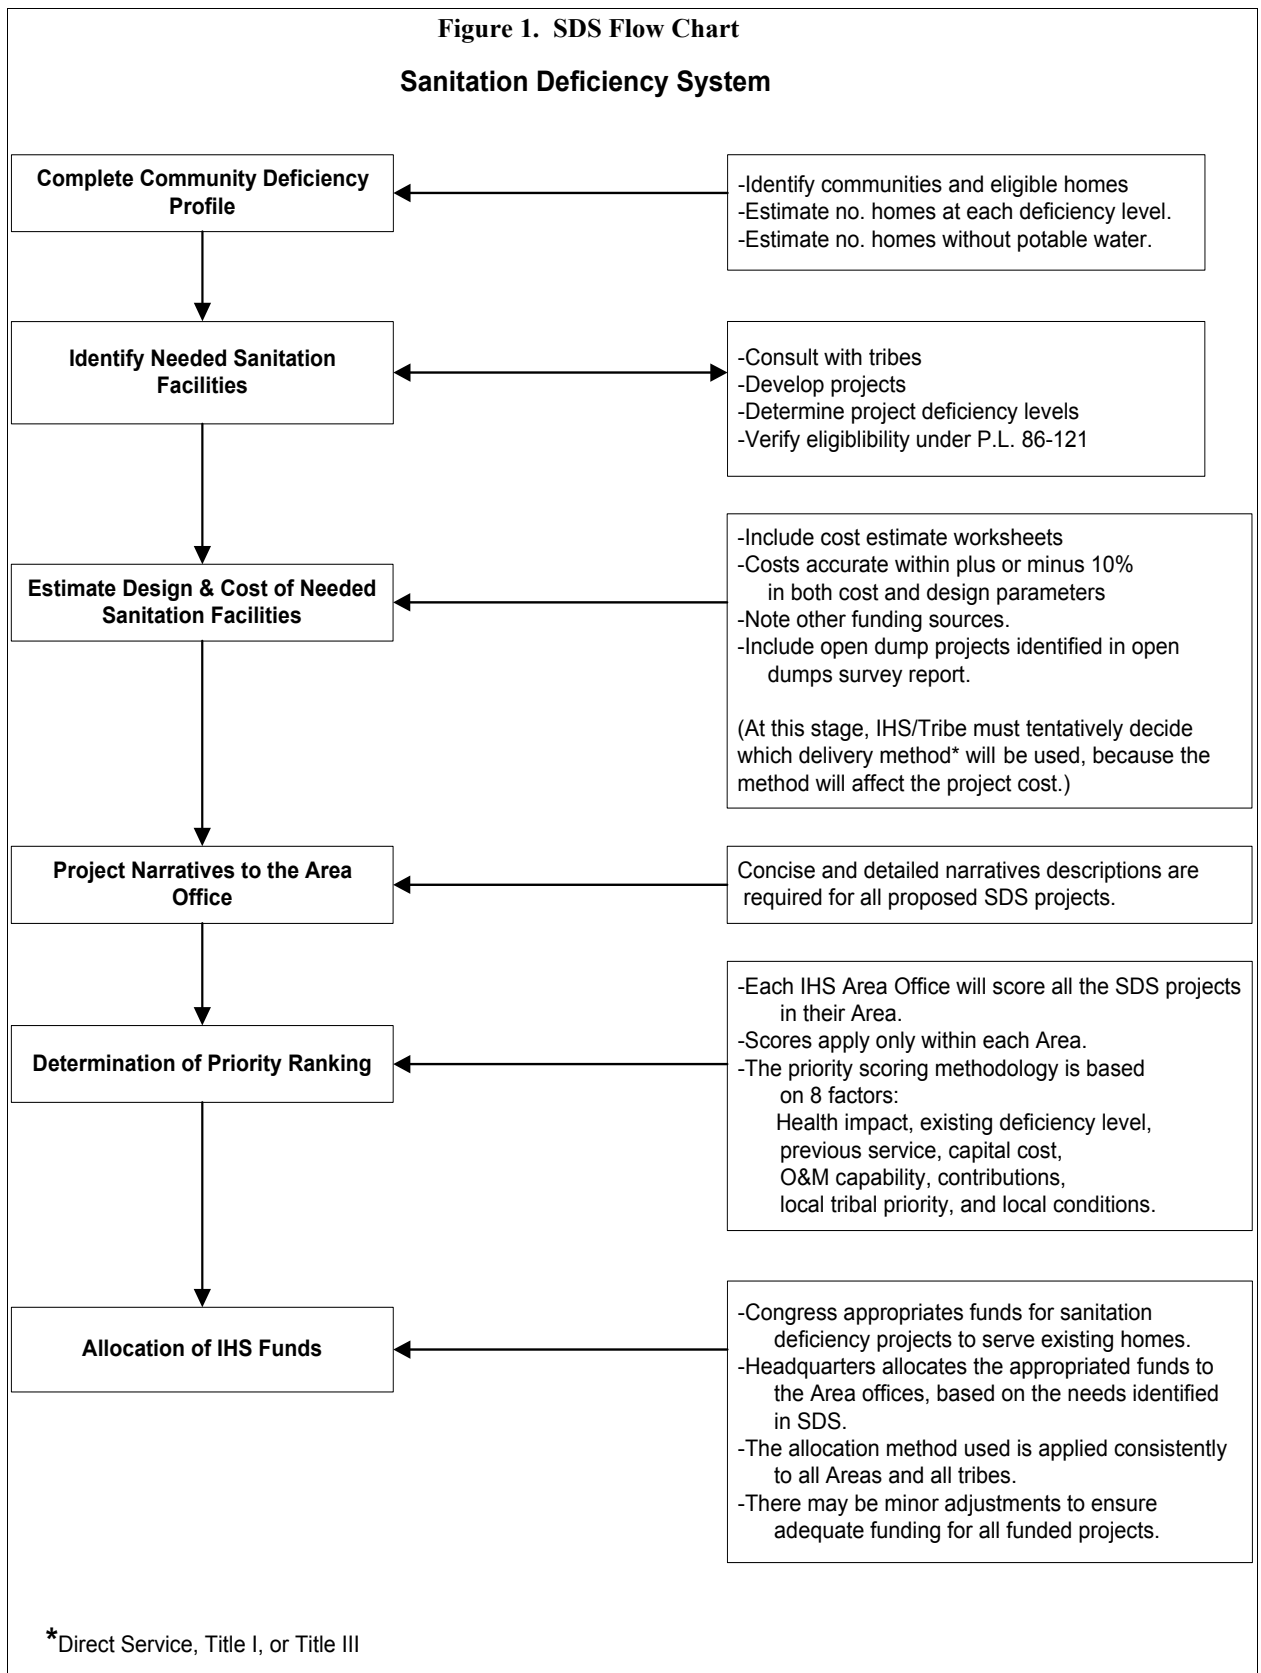 Figure 1.  SDS Flow Chart
Sanitation Deficiency System
Complete Community Deficiency
Profile
-Identify communities and eligible homes
-Estimate no. homes at each deficiency level.
-Estimate no. homes without potable water.
Identify Needed Sanitation
Facilities
-Consult with tribes
-Develop projects
-Determine project deficiency levels
-Verify eligiblibility under P.L. 86-121
Estimate Design & Cost of Needed
Sanitation Facilities
-Include cost estimate worksheets
-Costs accurate within plus or minus 10%
in both cost and design parameters
-Note other funding sources.
-Include open dump projects identified in open
dumps survey report.
(At this stage, IHS/Tribe must tentatively decide
which delivery method* will be used, because the
method will affect the project cost.)
Project Narratives to the Area
Office
Concise and detailed narratives descriptions are
required for all proposed SDS projects.
Determination of Priority Ranking
-Each IHS Area Office will score all the SDS projects
in their Area.
-Scores apply only within each Area.
-The priority scoring methodology is based
on 8 factors:
Health impact, existing deficiency level,
previous service, capital cost,
O&M capability, contributions,
local tribal priority, and local conditions.
Allocation of IHS Funds
-Congress appropriates funds for sanitation
deficiency projects to serve existing homes.
-Headquarters allocates the appropriated funds to
the Area offices, based on the needs identified
in SDS.
-The allocation method used is applied consistently
to all Areas and all tribes.
-There may be minor adjustments to ensure
adequate funding for all funded projects.
*Direct Service, Title I, or Title III